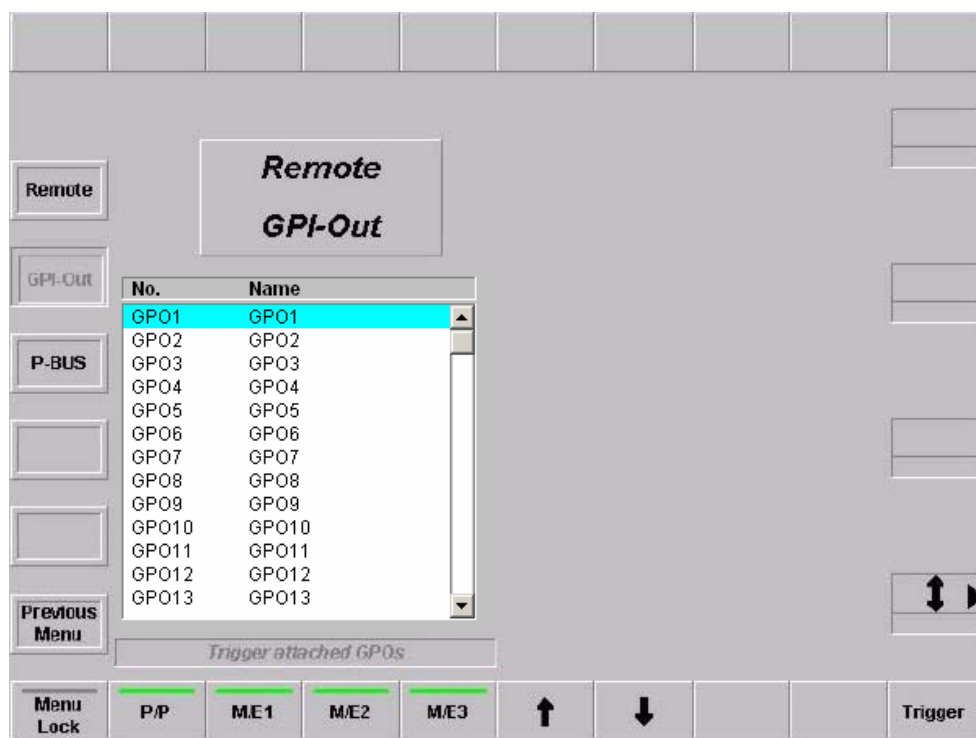 Remote
GPI-Out
Remote
GPI-Out
P-BUS
Previous
Menu
No. Name
GPO1 GPO1
GPO2 GPO2
GPO3 GPO3
GPO4 GPO4
GPO5 GPO5
GPO6 GPO6
GPO7 GPO7
GPO8 GPO8
GPO9 GPO9
GPO10 GPO10
GPO11 GPO11
GPO12 GPO12
GPO13 GPO13
Trigger attached GPOs
Menu
Lock
P/P
M/E1
M/E2
M/E3
Trigger